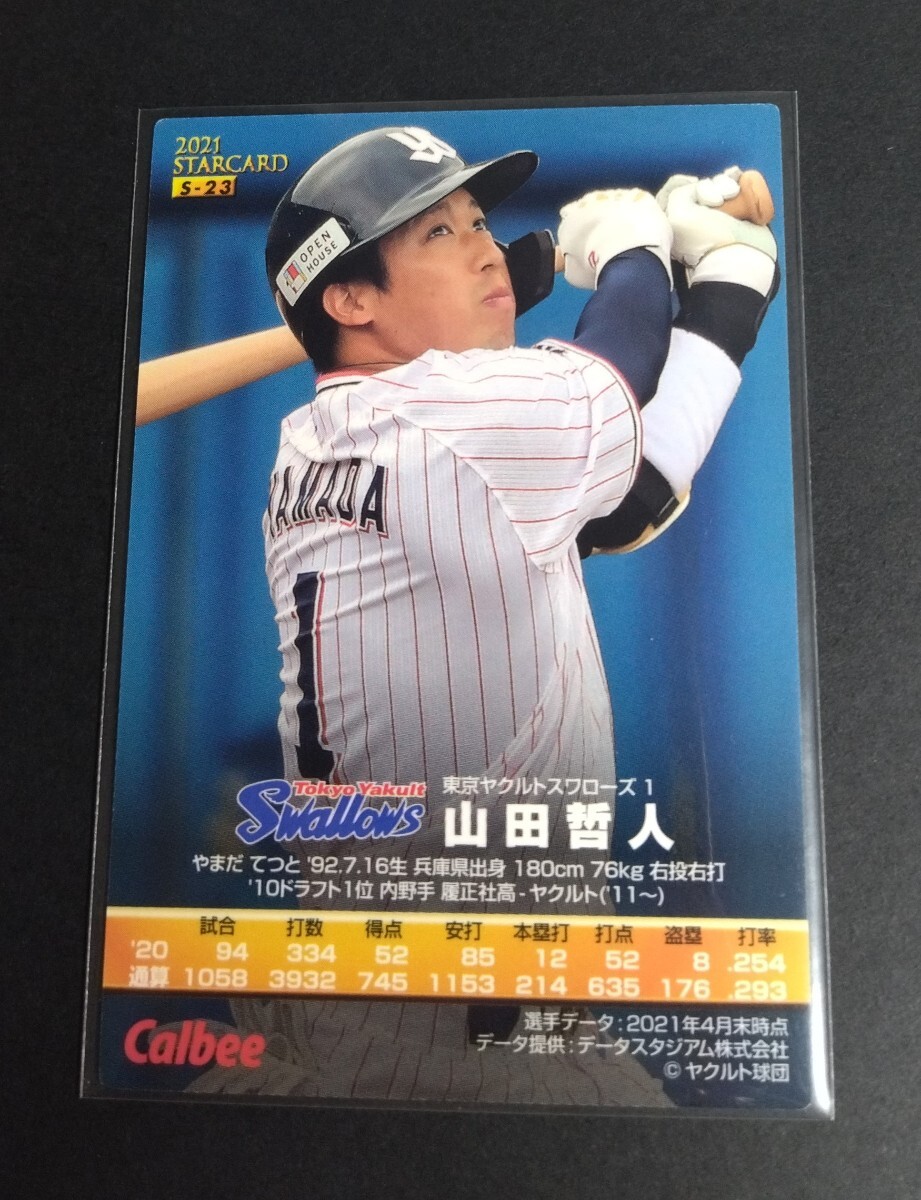 2021
STARCARD
S-23
OPEN
HOUSE
YAMADA
1
Tokyo Yakult
Swallows
東京ヤクルトスワローズ 1
山田哲人
やまだ てつと '92.7.16生 兵庫県出身 180cm 76kg 右投右打
'10ドラフト1位 内野手 履正社高-ヤクルト('11~)
試合 打数 得点 安打 本塁打 打点 盗塁 打率
'20 94 334 52 85 12 52 8 .254
通算 1058 3932 745 1153 214 635 176 .293
Calbee
選手データ:2021年4月末時点
データ提供:データスタジアム株式会社
© ヤクルト球団